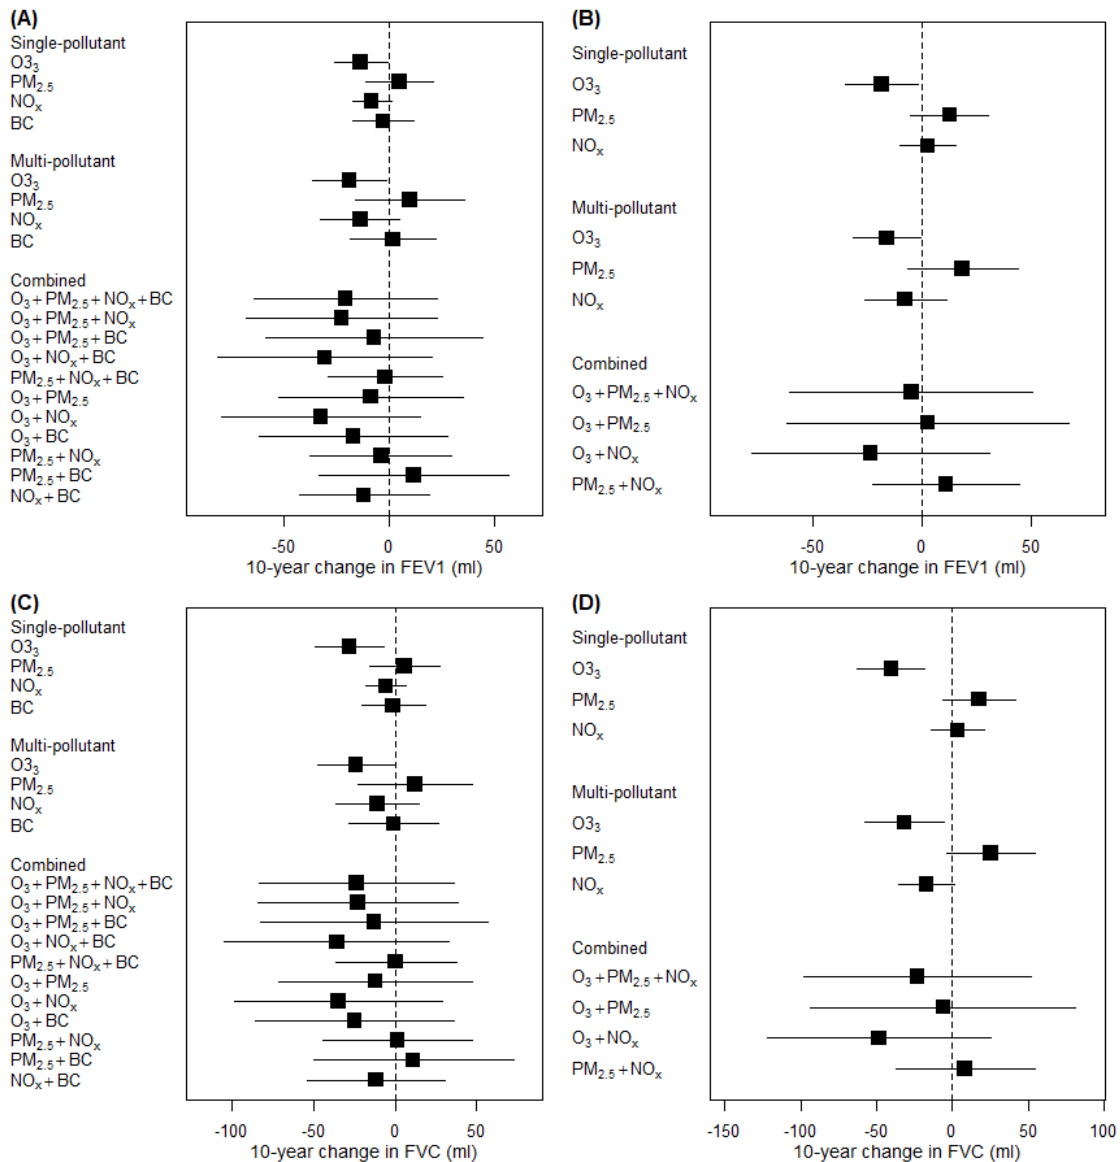 (A)
Single-pollutant
O3₃
PM₂.₅
NOₓ
BC
Multi-pollutant
O3₃
PM₂.₅
NOₓ
BC
Combined
O₃+PM₂.₅+NOₓ+BC
O₃+PM₂.₅+NOₓ
O₃+PM₂.₅+BC
O₃+NOₓ+BC
PM₂.₅+NOₓ+BC
O₃+PM₂.₅
O₃+NOₓ
O₃+BC
PM₂.₅+NOₓ
PM₂.₅+BC
NOₓ+BC
-50 0 50
10-year change in FEV1 (ml)
(B)
Single-pollutant
O3₃
PM₂.₅
NOₓ
Multi-pollutant
O3₃
PM₂.₅
NOₓ
Combined
O₃+PM₂.₅+NOₓ
O₃+PM₂.₅
O₃+NOₓ
PM₂.₅+NOₓ
-50 0 50
10-year change in FEV1 (ml)
(C)
Single-pollutant
O3₃
PM₂.₅
NOₓ
BC
Multi-pollutant
O3₃
PM₂.₅
NOₓ
BC
Combined
O₃+PM₂.₅+NOₓ+BC
O₃+PM₂.₅+NOₓ
O₃+PM₂.₅+BC
O₃+NOₓ+BC
PM₂.₅+NOₓ+BC
O₃+PM₂.₅
O₃+NOₓ
O₃+BC
PM₂.₅+NOₓ
PM₂.₅+BC
NOₓ+BC
-100 -50 0 50
10-year change in FVC (ml)
(D)
Single-pollutant
O3₃
PM₂.₅
NOₓ
Multi-pollutant
O3₃
PM₂.₅
NOₓ
Combined
O₃+PM₂.₅+NOₓ
O₃+PM₂.₅
O₃+NOₓ
PM₂.₅+NOₓ
-150 -100 -50 0 50 100
10-year change in FVC (ml)